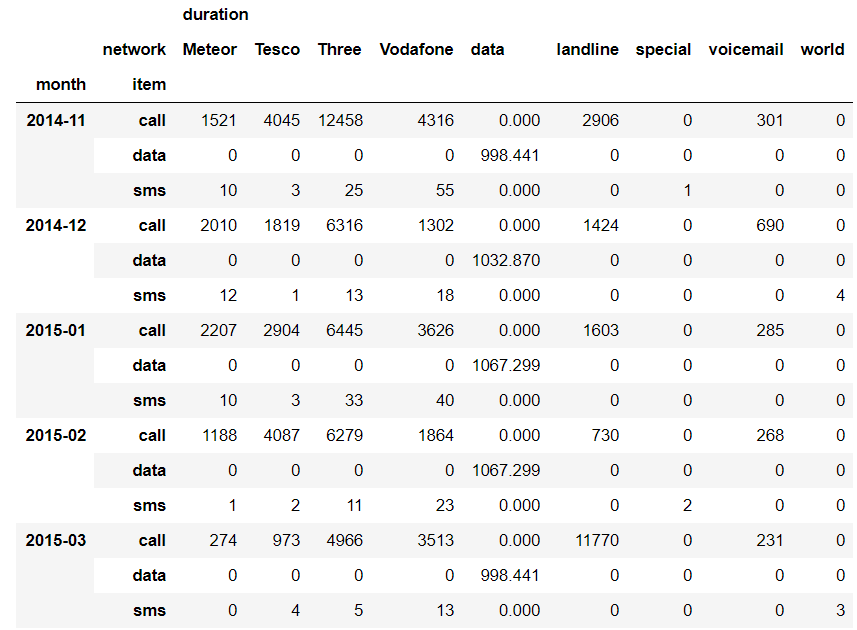 duration
network Meteor Tesco Three Vodafone data landline special voicemail world
month item
2014-11 call 1521 4045 12458 4316 0.000 2906 0 301 0
data 0 0 0 0 998.441 0 0 0 0
sms 10 3 25 55 0.000 0 1 0 0
2014-12 call 2010 1819 6316 1302 0.000 1424 0 690 0
data 0 0 0 0 1032.870 0 0 0 0
sms 12 1 13 18 0.000 0 0 0 4
2015-01 call 2207 2904 6445 3626 0.000 1603 0 285 0
data 0 0 0 0 1067.299 0 0 0 0
sms 10 3 33 40 0.000 0 0 0 0
2015-02 call 1188 4087 6279 1864 0.000 730 0 268 0
data 0 0 0 0 1067.299 0 0 0 0
sms 1 2 11 23 0.000 0 2 0 0
2015-03 call 274 973 4966 3513 0.000 11770 0 231 0
data 0 0 0 0 998.441 0 0 0 0
sms 0 4 5 13 0.000 0 0 0 3